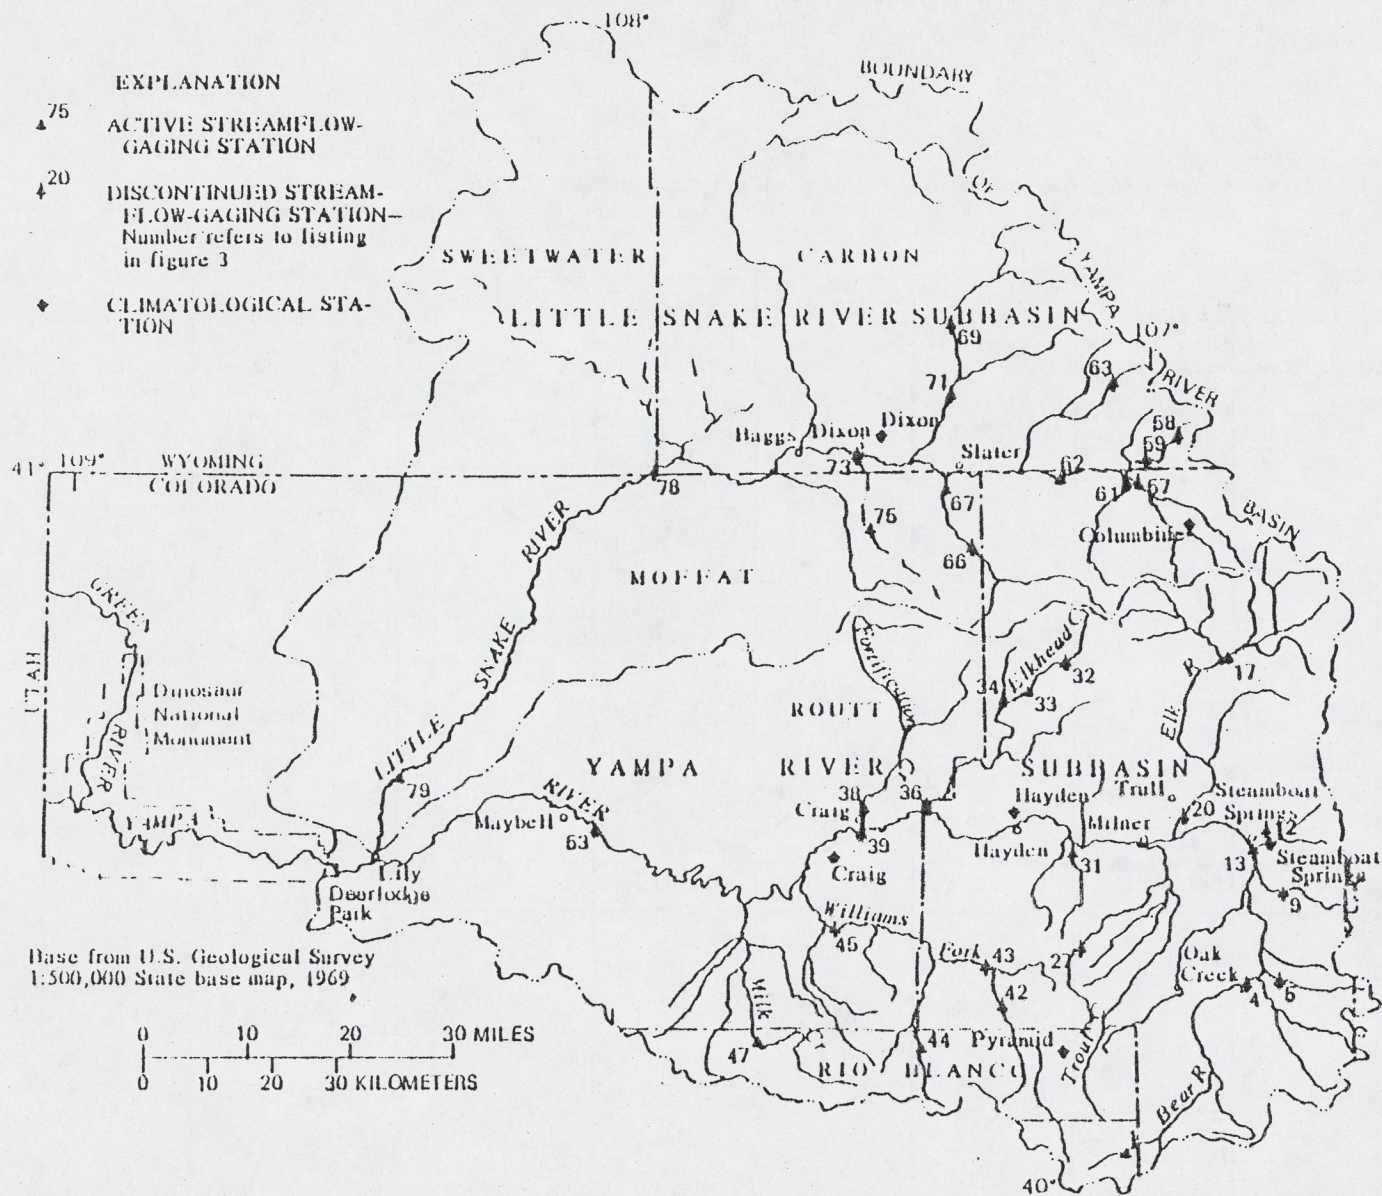 108°
EXPLANATION
75
ACTIVE STREAMFLOW-
GAGING STATION
20
DISCONTINUED STREAM-
FLOW-GAGING STATION—
Number refers to listing
in figure 3
CLIMATOLOGICAL STA-
TION
BOUNDARY
OF
YAMPA
RIVER
BASIN
SWEETWATER
CARBON
LITTLE SNAKE RIVER SUBBASIN
107°
69
71
63
58
59
Baggs
Dixon
Dixon
Slater
73
62
41°
109°
WYOMING
COLORADO
78
67
61
57
75
66
Columbine
UTAH
GREEN
RIVER
LITTLE
SNAKE
RIVER
MOFFAT
Dinosaur
National
Monument
Fortification
Elkhead C
34
32
33
17
Elk
R
ROUTT
YAMPA
RIVER
SUBBASIN
C
79
YAMPA
RIVER
Maybell
53
38
36
Craig
39
Craig
Hayden
Hayden
Trull
Milner
20
Steamboat
Springs
12
13
Steamboat
Springs
9
31
Lily
Deerlodge
Park
Williams
Fork
45
43
42
27
Oak
Creek
4
5
Base from U.S. Geological Survey
1:500,000 State base map, 1969
Milk
C
47
44
Pyramid
Trout C
RIO BLANCO
Bear R
0 10 20 30 MILES
0 10 20 30 KILOMETERS
40°